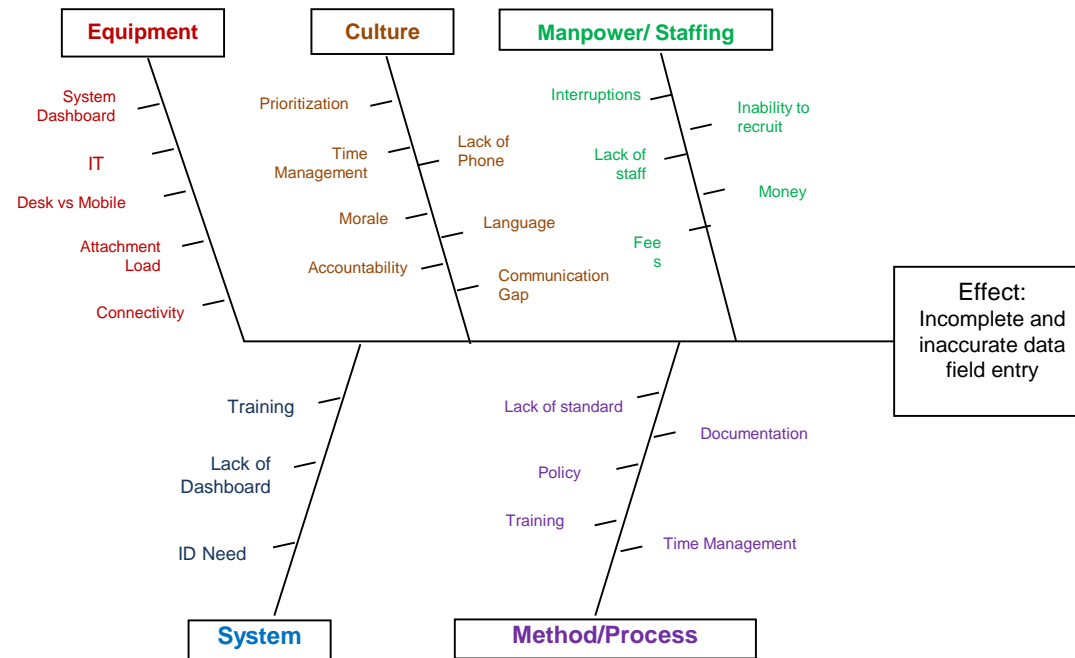 Equipment
Culture
Manpower/ Staffing
System
Dashboard
IT
Desk vs Mobile
Attachment
Load
Connectivity
Prioritization
Time
Management
Morale
Accountability
Lack of
Phone
Language
Communication
Gap
Interruptions
Lack of
staff
Fee
s
Inability to
recruit
Money
Effect:
Incomplete and
inaccurate data
field entry
Training
Lack of
Dashboard
ID Need
Lack of standard
Policy
Training
Documentation
Time Management
System
Method/Process